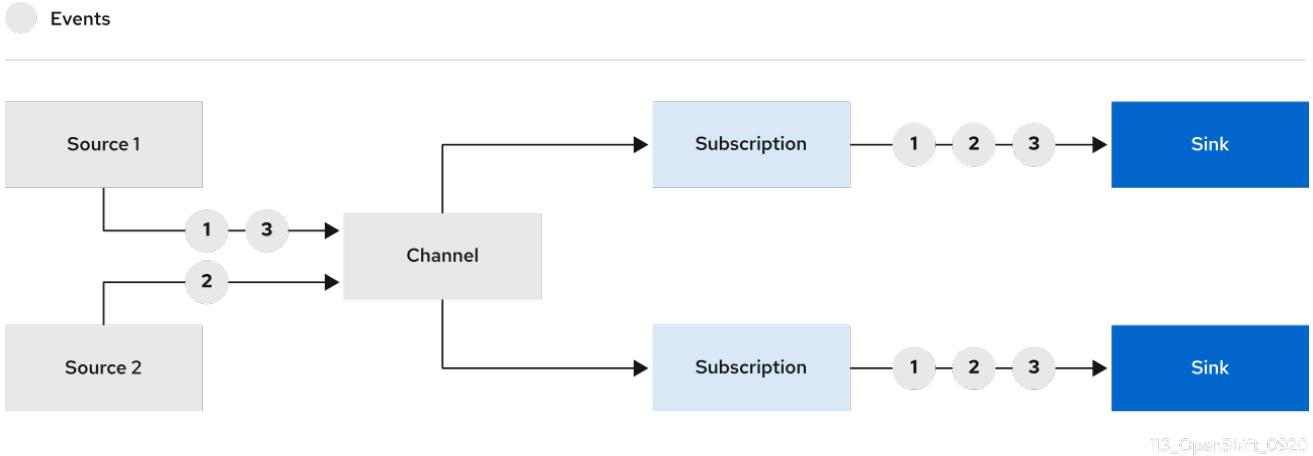 Events
Source 1
Subscription
1 2 3
Sink
1 3
Channel
2
Source 2
Subscription
1 2 3
Sink
113_OpenShift_0920